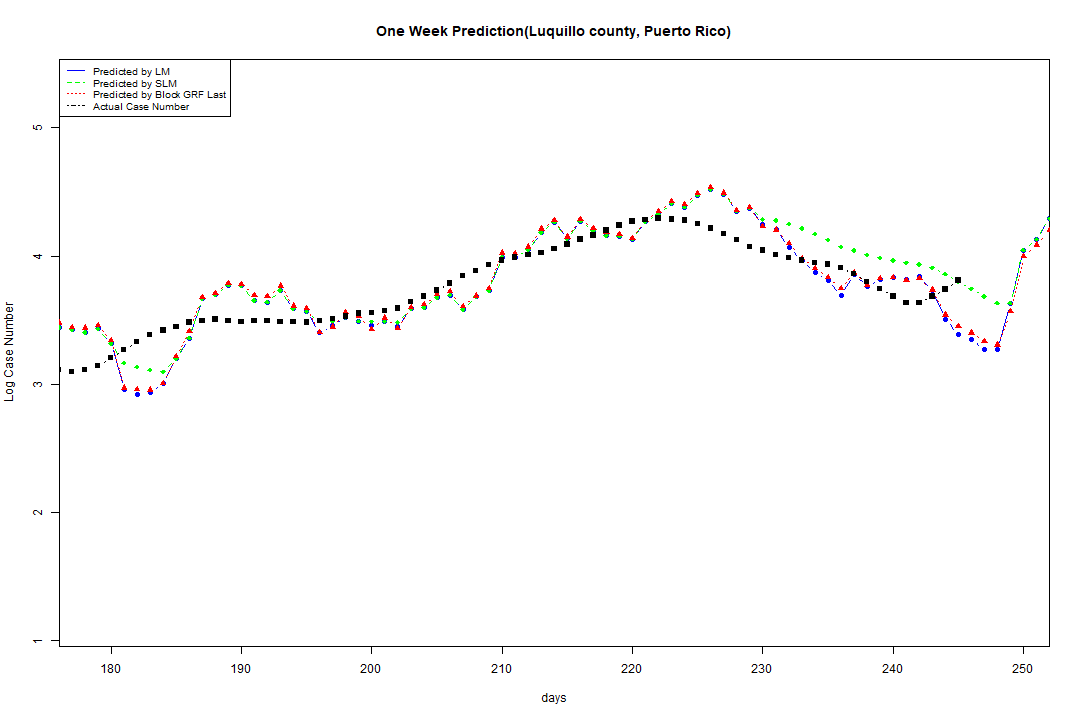 One Week Prediction(Luquillo county, Puerto Rico)
Predicted by LM
Predicted by SLM
Predicted by Block GRF Last
Actual Case Number
5
4
3
2
1
Log Case Number
180 190 200 210 220 230 240 250
days